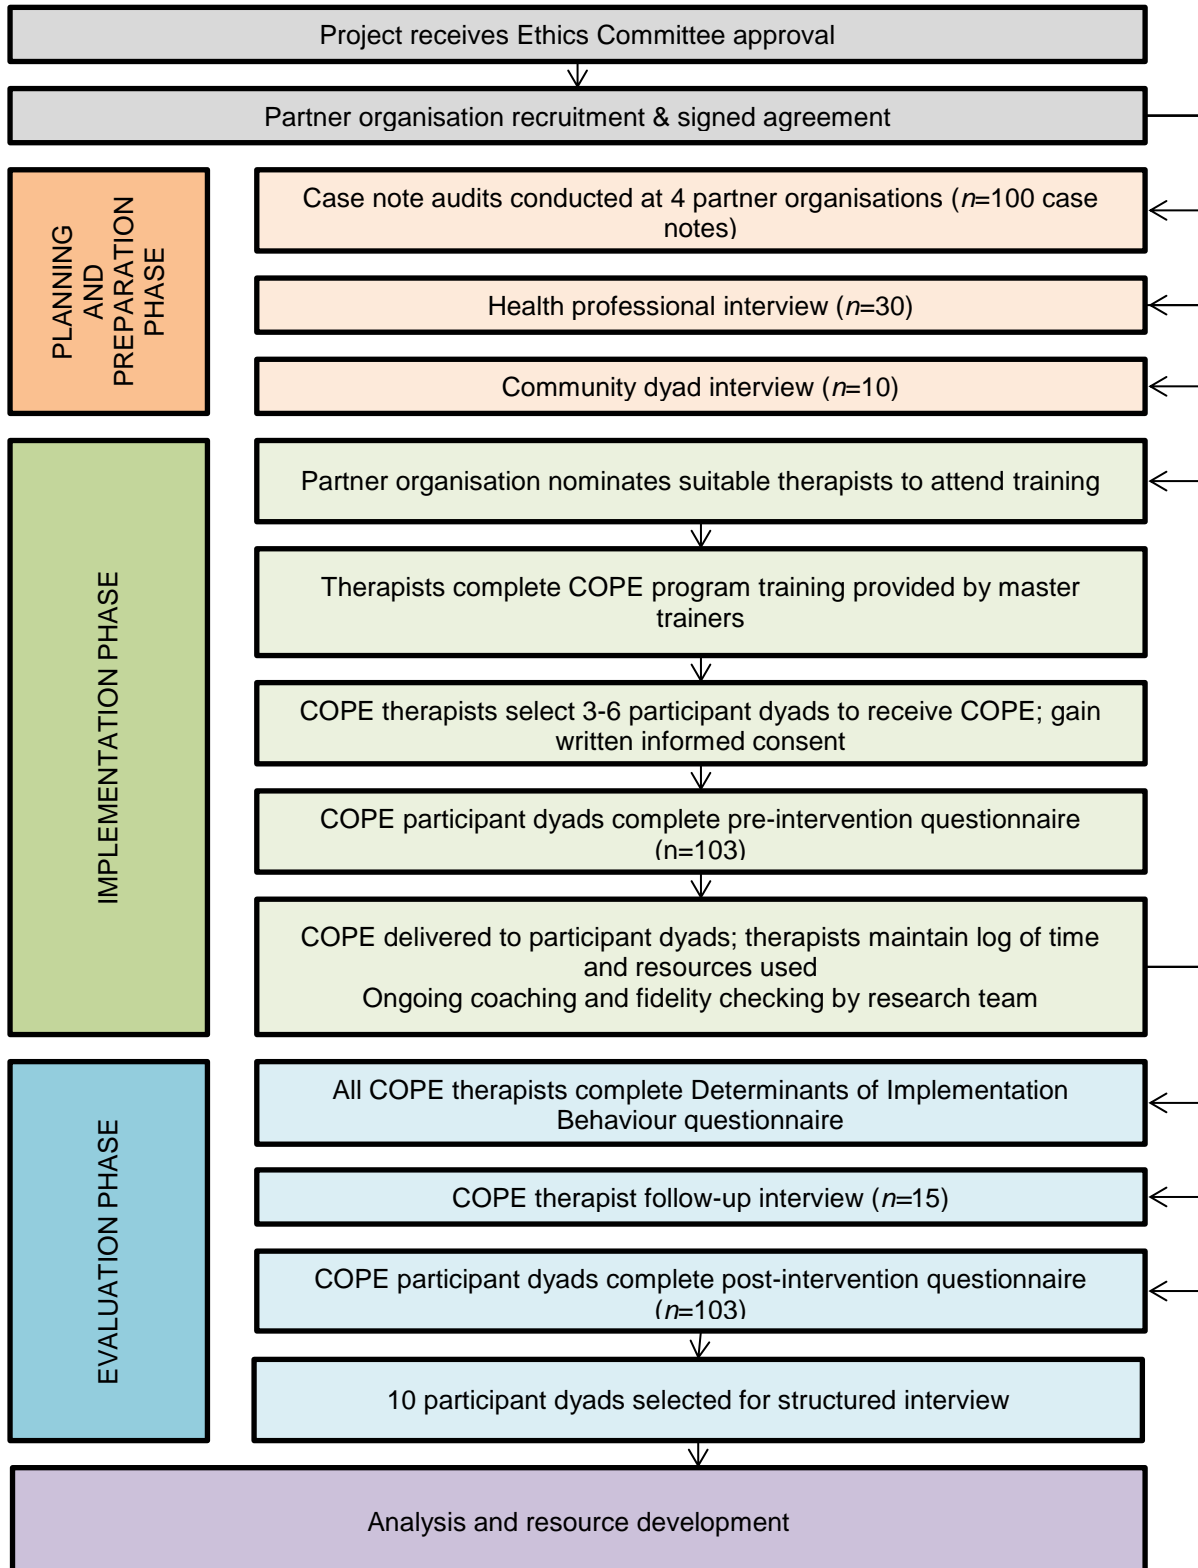 Project receives Ethics Committee approval
Partner organisation recruitment & signed agreement
PLANNING
AND
PREPARATION
PHASE
Case note audits conducted at 4 partner organisations (n=100 case
notes)
Health professional interview (n=30)
Community dyad interview (n=10)
IMPLEMENTATION PHASE
Partner organisation nominates suitable therapists to attend training
Therapists complete COPE program training provided by master
trainers
COPE therapists select 3-6 participant dyads to receive COPE; gain
written informed consent
COPE participant dyads complete pre-intervention questionnaire
(n=103)
COPE delivered to participant dyads; therapists maintain log of time
and resources used
Ongoing coaching and fidelity checking by research team
EVALUATION PHASE
All COPE therapists complete Determinants of Implementation
Behaviour questionnaire
COPE therapist follow-up interview (n=15)
COPE participant dyads complete post-intervention questionnaire
(n=103)
10 participant dyads selected for structured interview
Analysis and resource development